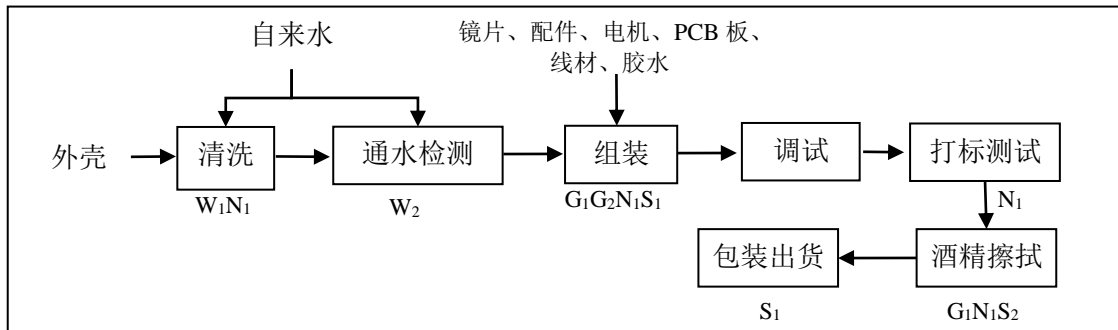 自来水
镜片、配件、电机、PCB 板、
线材、胶水
外壳
清洗
通水检测
组装
调试
打标测试
W₁N₁
W₂
G₁G₂N₁S₁
N₁
包装出货
酒精擦拭
S₁
G₁N₁S₂